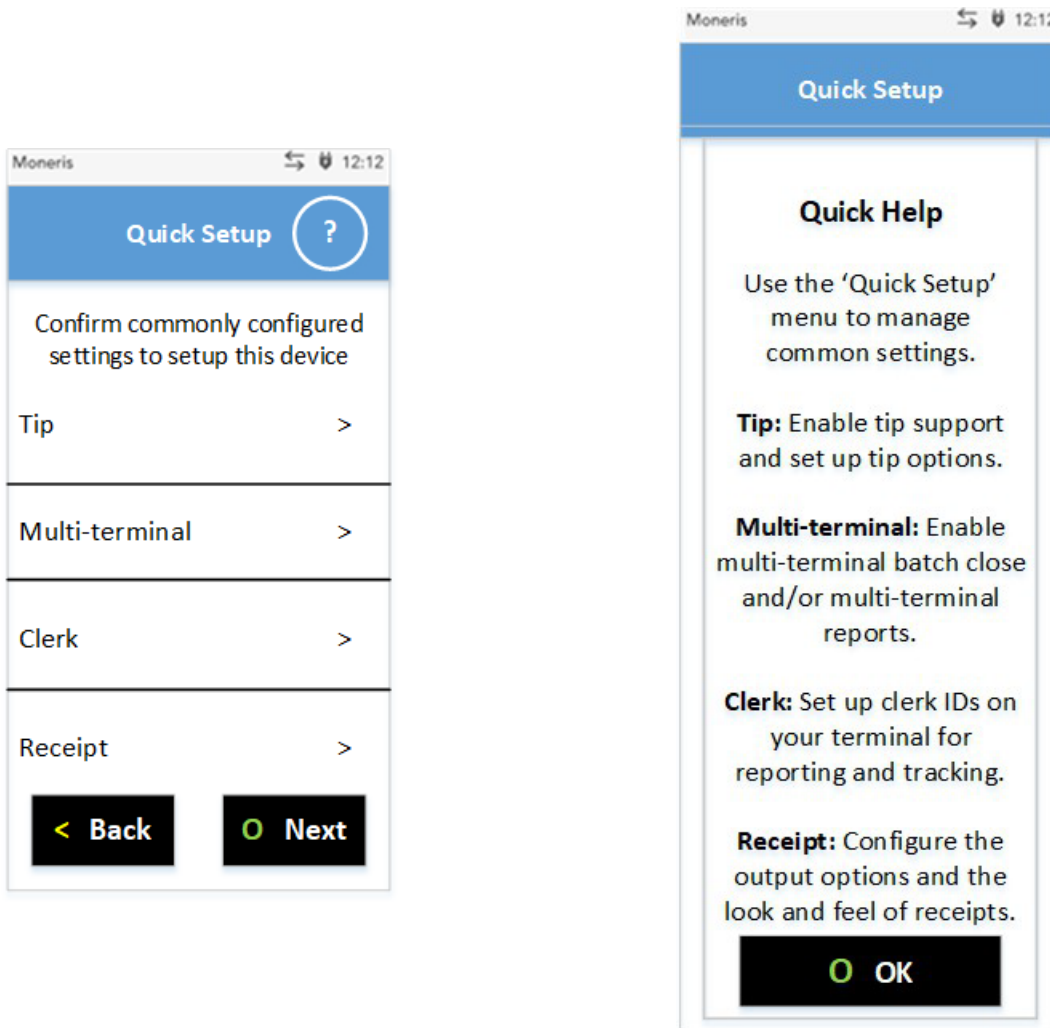 Moneris 12:12
Quick Setup ?
Confirm commonly configured
settings to setup this device
Tip >
Multi-terminal >
Clerk >
Receipt >
< Back O Next
Moneris 12:12
Quick Setup
Quick Help
Use the ‘Quick Setup’
menu to manage
common settings.
Tip: Enable tip support
and set up tip options.
Multi-terminal: Enable
multi-terminal batch close
and/or multi-terminal
reports.
Clerk: Set up clerk IDs on
your terminal for
reporting and tracking.
Receipt: Configure the
output options and the
look and feel of receipts.
O OK